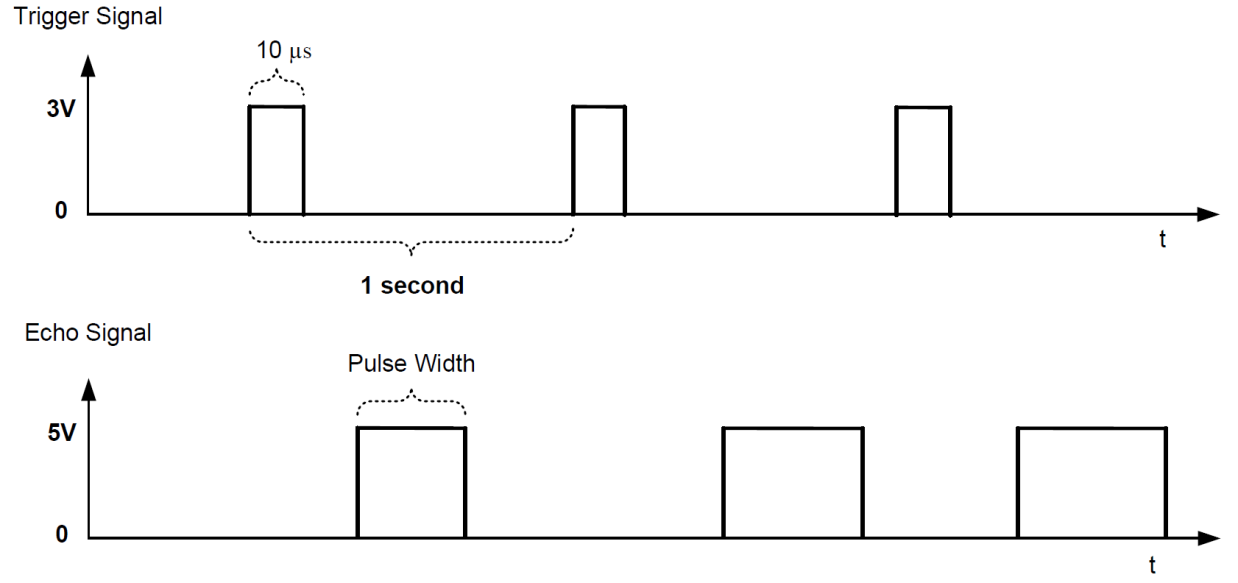 Trigger Signal
10 μs
3V
0
t
1 second
Echo Signal
Pulse Width
5V
0
t